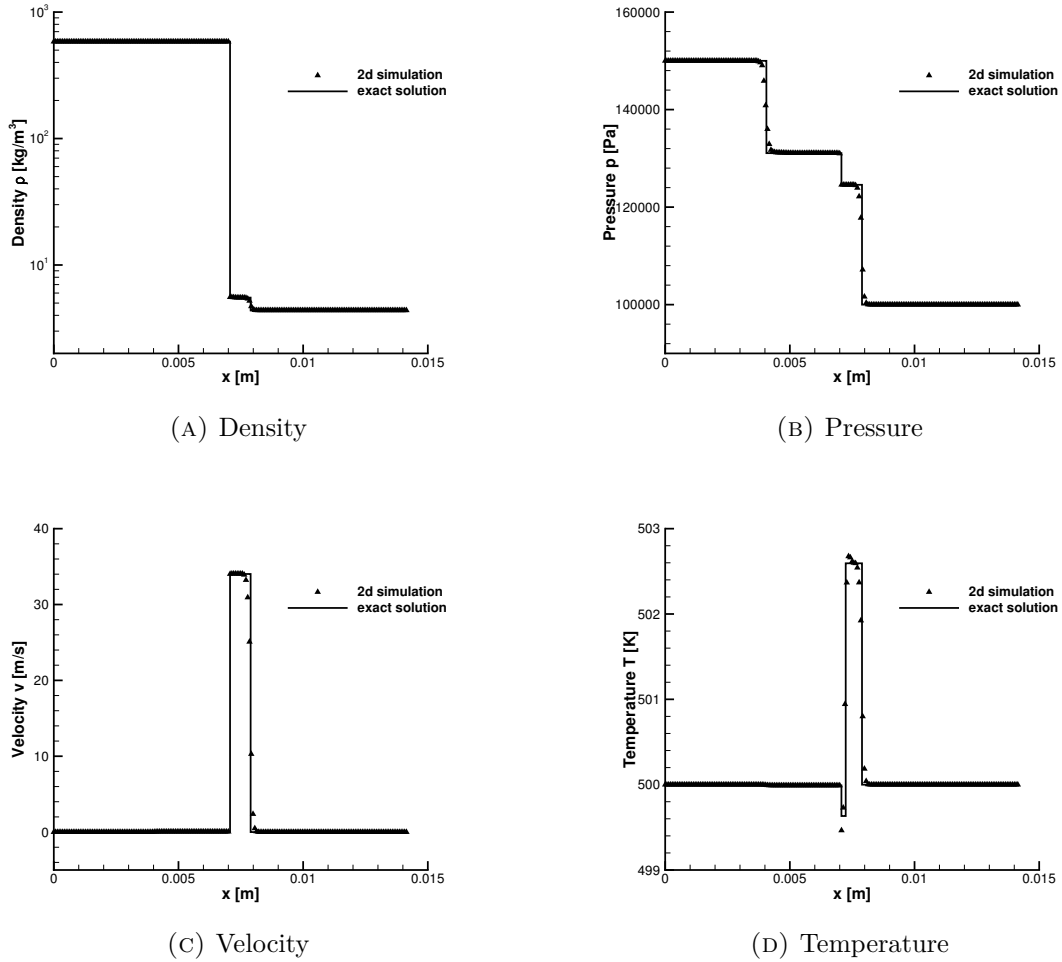 10³
10²
10¹
Density ρ [kg/m³]
2d simulation
exact solution
0
0.005
0.01
0.015
x [m]
(A) Density
160000
140000
120000
100000
Pressure p [Pa]
2d simulation
exact solution
0
0.005
0.01
0.015
x [m]
(B) Pressure
40
30
20
10
0
Velocity v [m/s]
2d simulation
exact solution
0
0.005
0.01
0.015
x [m]
(C) Velocity
503
502
501
500
499
Temperature T [K]
2d simulation
exact solution
0
0.005
0.01
0.015
x [m]
(D) Temperature